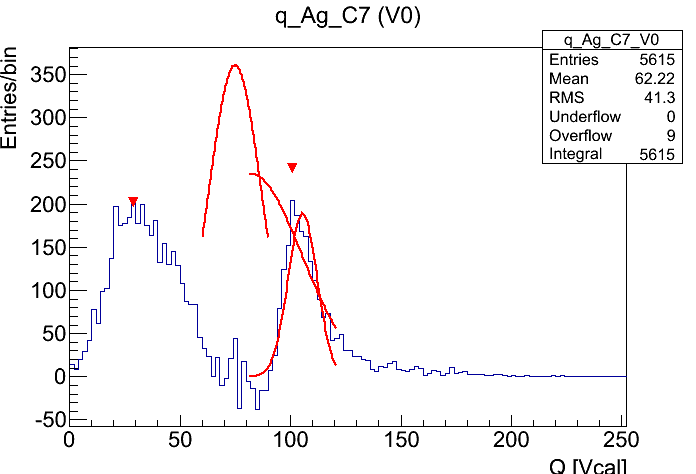 q_Ag_C7 (V0)
q_Ag_C7_V0
Entries 5615
Mean 62.22
RMS 41.3
Underflow 0
Overflow 9
Integral 5615
Entries/bin
350
300
250
200
150
100
50
0
-50
0 50 100 150 200 250
Q [Vcal]